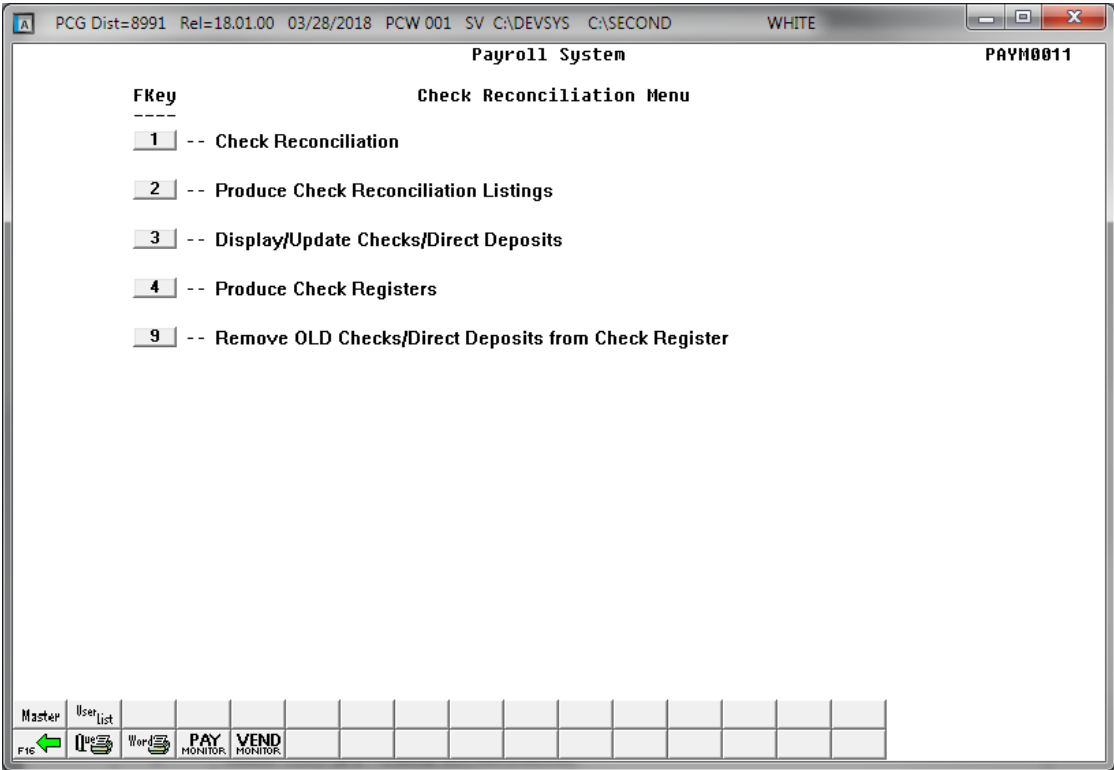 A PCG Dist=8991 Rel=18.01.00 03/28/2018 PCW 001 SV C:\DEVSYS C:\SECOND WHITE
Payroll System PAYM0011
FKey Check Reconciliation Menu
----
1 -- Check Reconciliation
2 -- Produce Check Reconciliation Listings
3 -- Display/Update Checks/Direct Deposits
4 -- Produce Check Registers
9 -- Remove OLD Checks/Direct Deposits from Check Register
Master User List
F16 Que Word PAY MONITOR VEND MONITOR